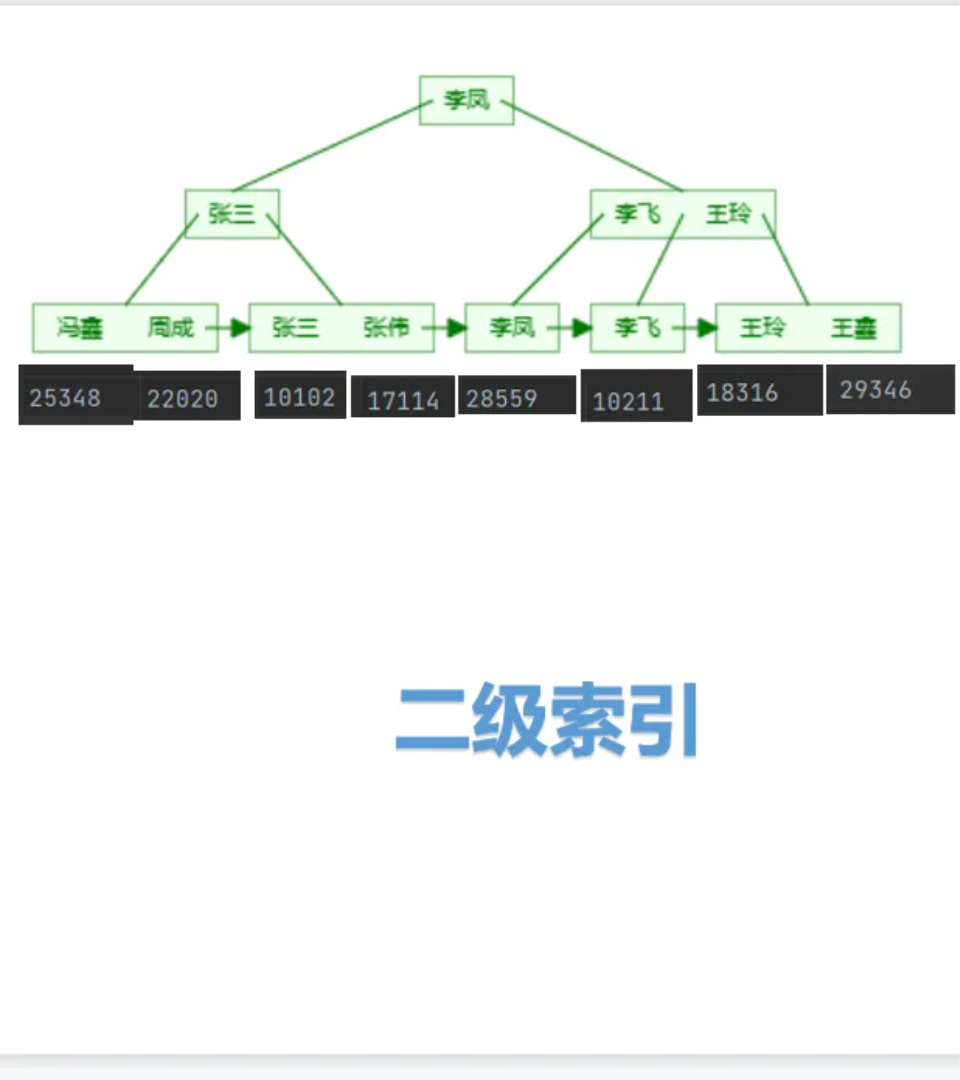 李凤
张三 李飞 王玲
冯鑫 周成 张三 张伟 李凤 李飞 王玲 王鑫
25348 22020 10102 17114 28559 10211 18316 29346
二级索引